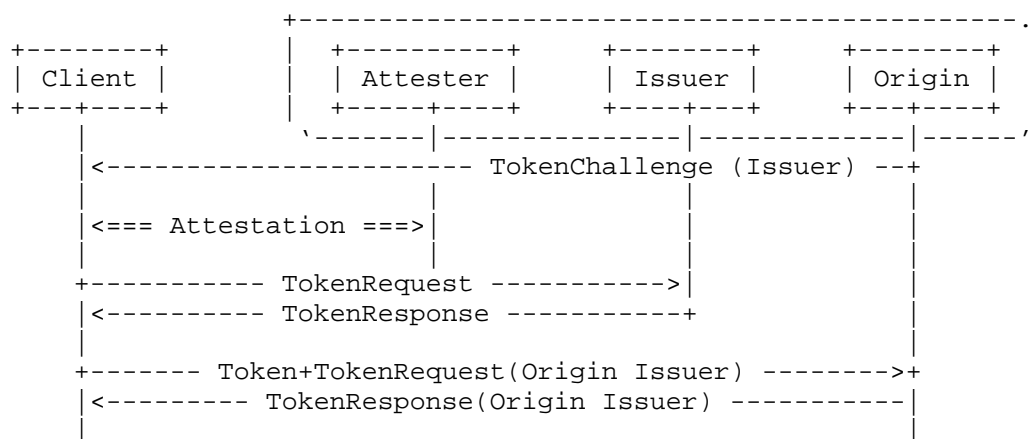 Client Attester Issuer Origin
TokenChallenge (Issuer)
Attestation
TokenRequest
TokenResponse
Token+TokenRequest(Origin Issuer)
TokenResponse(Origin Issuer)